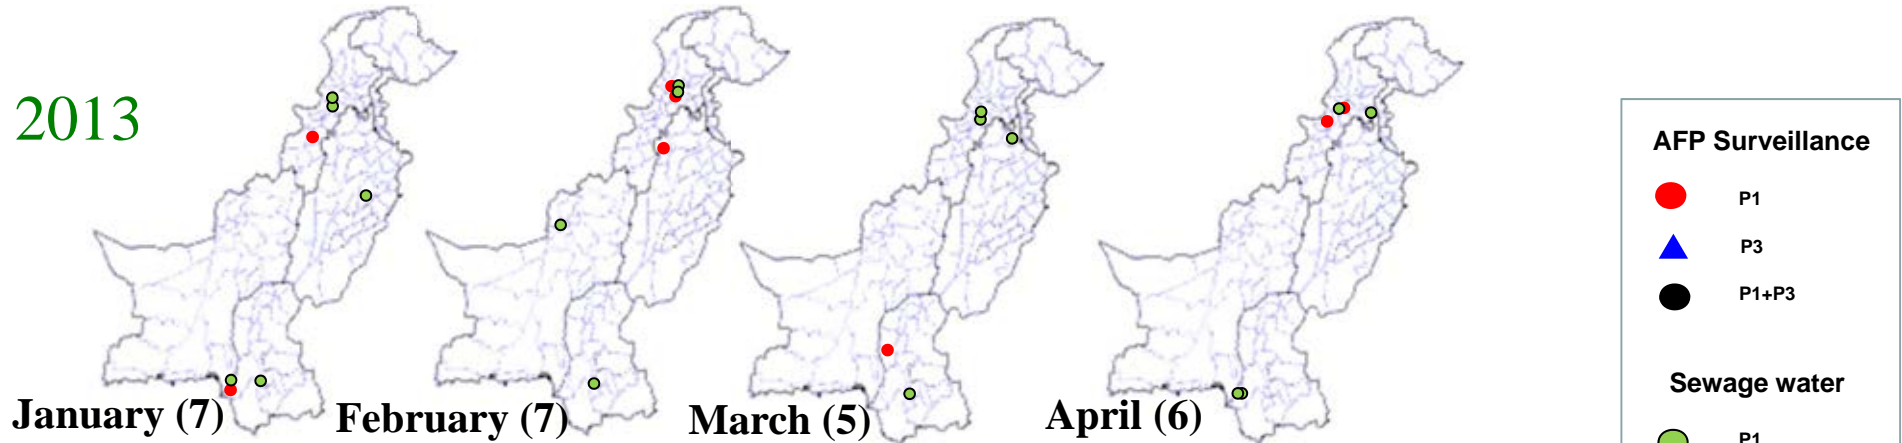 2013
January (7)
February (7)
March (5)
April (6)
AFP Surveillance
P1
P3
P1+P3
Sewage water
P1